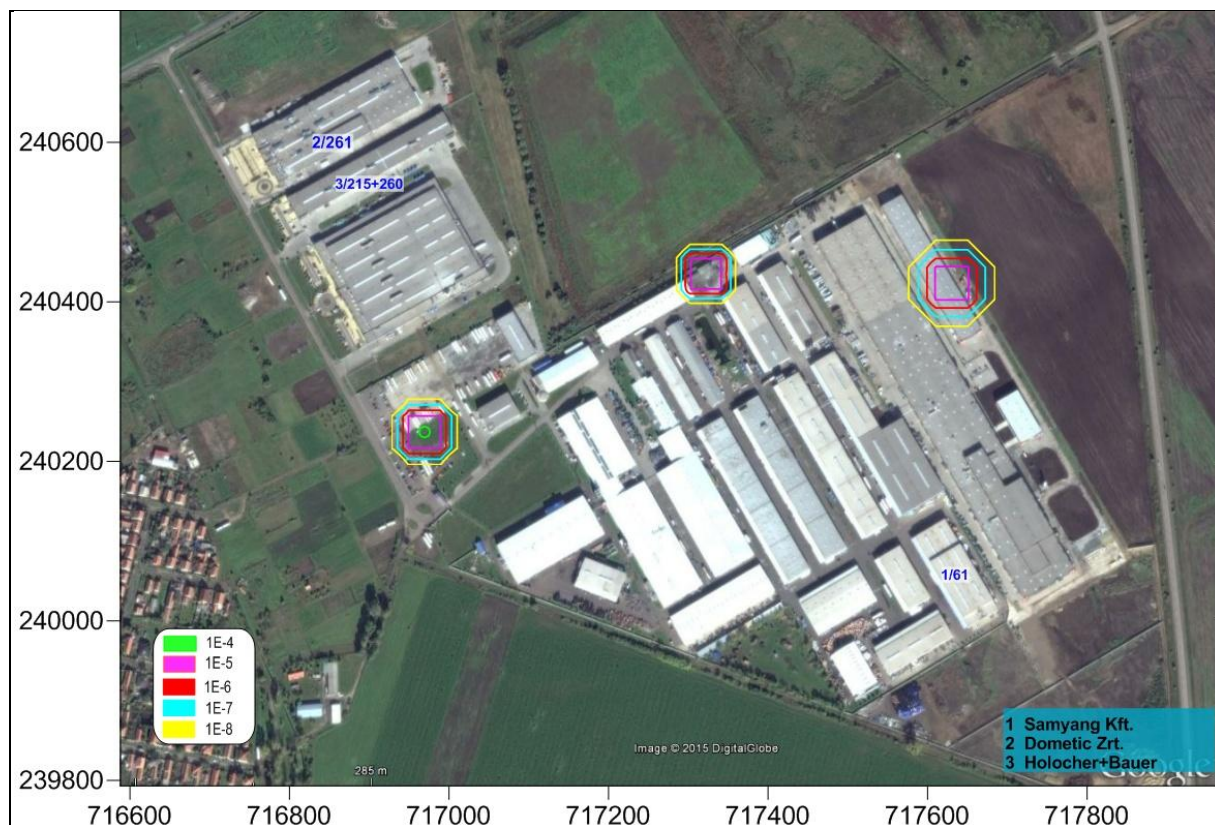 240600
240400
240200
240000
239800
2/261
3/215+260
1/61
1E-4
1E-5
1E-6
1E-7
1E-8
Image © 2015 DigitalGlobe
285 m
1 Samyang Kft.
2 Dometic Zrt.
3 Holocher+Bauer
Google
716600 716800 717000 717200 717400 717600 717800